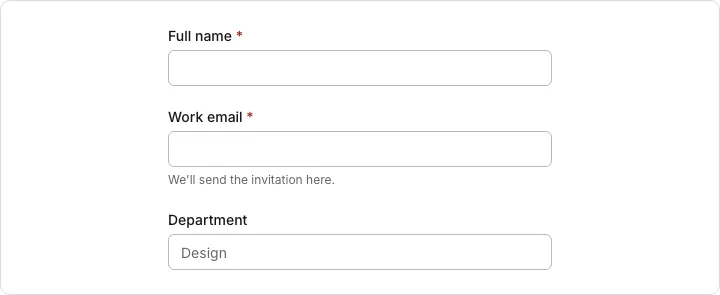 Full name *
Work email *
We'll send the invitation here.
Department
Design